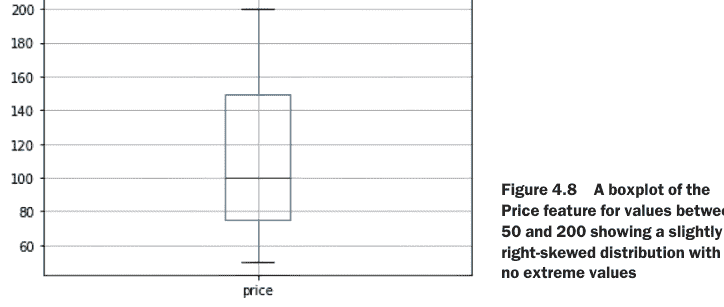 200
180
160
140
120
100
80
60
price
Figure 4.8 A boxplot of the
Price feature for values betwe
50 and 200 showing a slightly
right-skewed distribution with
no extreme values